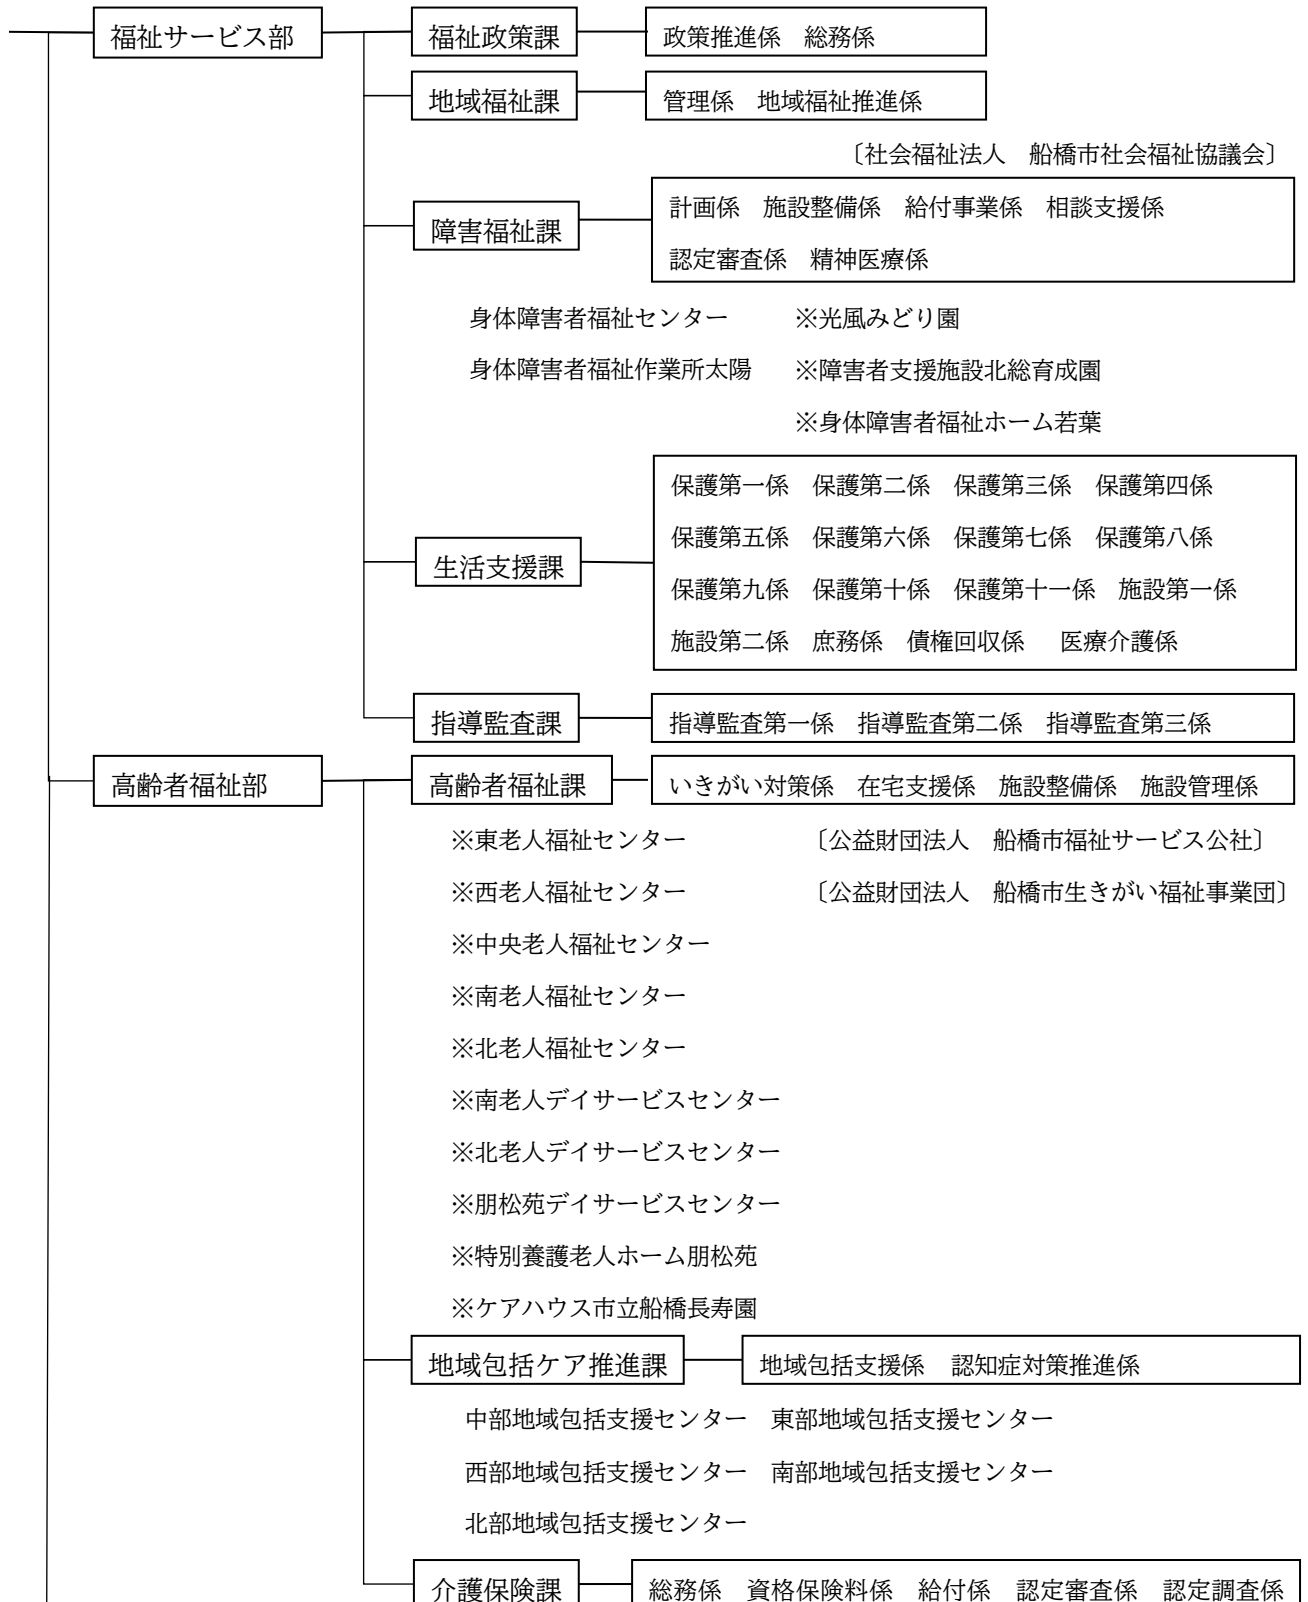 福祉サービス部 福祉政策課 政策推進係 総務係
地域福祉課 管理係 地域福祉推進係
〔社会福祉法人 船橋市社会福祉協議会〕
障害福祉課 計画係 施設整備係 給付事業係 相談支援係
認定審査係 精神医療係
身体障害者福祉センター ※光風みどり園
身体障害者福祉作業所太陽 ※障害者支援施設北総育成園
※身体障害者福祉ホーム若葉
保護第一係 保護第二係 保護第三係 保護第四係
生活支援課 保護第五係 保護第六係 保護第七係 保護第八係
保護第九係 保護第十係 保護第十一係 施設第一係
施設第二係 庶務係 債権回収係 医療介護係
指導監査課 指導監査第一係 指導監査第二係 指導監査第三係
高齢者福祉部 高齢者福祉課 いきがい対策係 在宅支援係 施設整備係 施設管理係
※東老人福祉センター 〔公益財団法人 船橋市福祉サービス公社〕
※西老人福祉センター 〔公益財団法人 船橋市生きがい福祉事業団〕
※中央老人福祉センター
※南老人福祉センター
※北老人福祉センター
※南老人デイサービスセンター
※北老人デイサービスセンター
※朋松苑デイサービスセンター
※特別養護老人ホーム朋松苑
※ケアハウス市立船橋長寿園
地域包括ケア推進課 地域包括支援係 認知症対策推進係
中部地域包括支援センター 東部地域包括支援センター
西部地域包括支援センター 南部地域包括支援センター
北部地域包括支援センター
介護保険課 総務係 資格保険料係 給付係 認定審査係 認定調査係